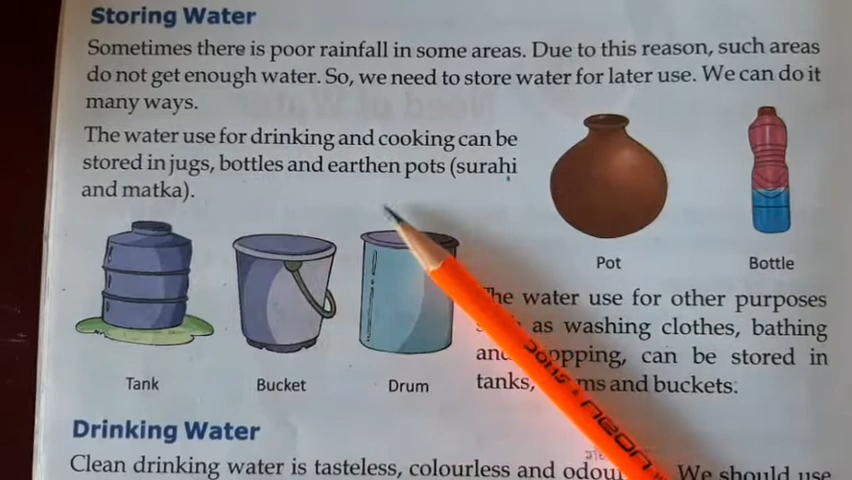 Storing Water
Sometimes there is poor rainfall in some areas. Due to this reason, such areas
do not get enough water. So, we need to store water for later use. We can do it
many ways.
The water use for drinking and cooking can be
stored in jugs, bottles and earthen pots (surahi
and matka).
Pot
Bottle
The water use for other purposes
as washing clothes, bathing
and mopping, can be stored in
tanks, drums and buckets.
Tank
Bucket
Drum
Drinking Water
Clean drinking water is tasteless, colourless and We should use
DOMS neon